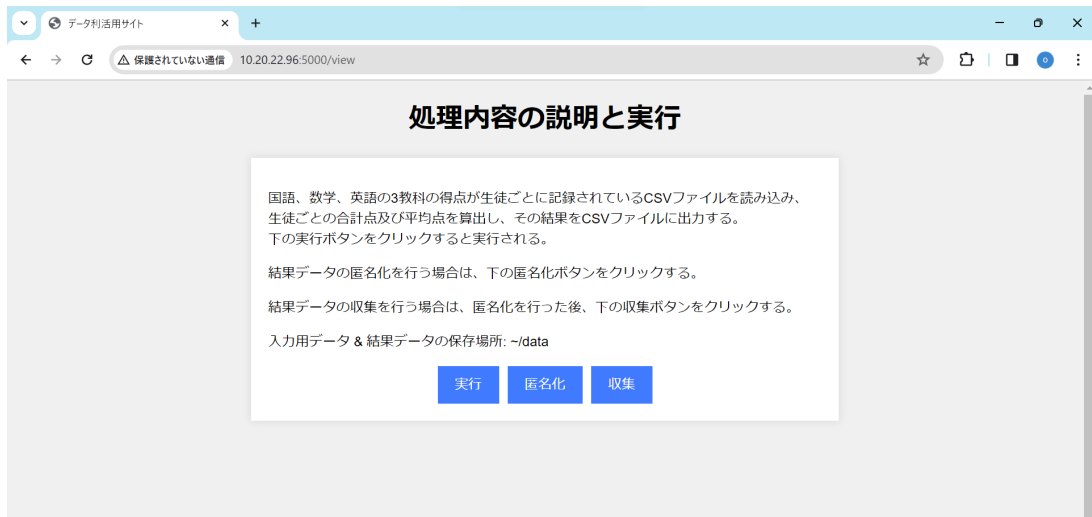 データ利活用サイト
保護されていない通信 10.20.22.96:5000/view
処理内容の説明と実行
国語、数学、英語の3教科の得点が生徒ごとに記録されているCSVファイルを読み込み、
生徒ごとの合計点及び平均点を算出し、その結果をCSVファイルに出力する。
下の実行ボタンをクリックすると実行される。
結果データの匿名化を行う場合は、下の匿名化ボタンをクリックする。
結果データの収集を行う場合は、匿名化を行った後、下の収集ボタンをクリックする。
入力用データ & 結果データの保存場所: ~/data
実行 匿名化 収集